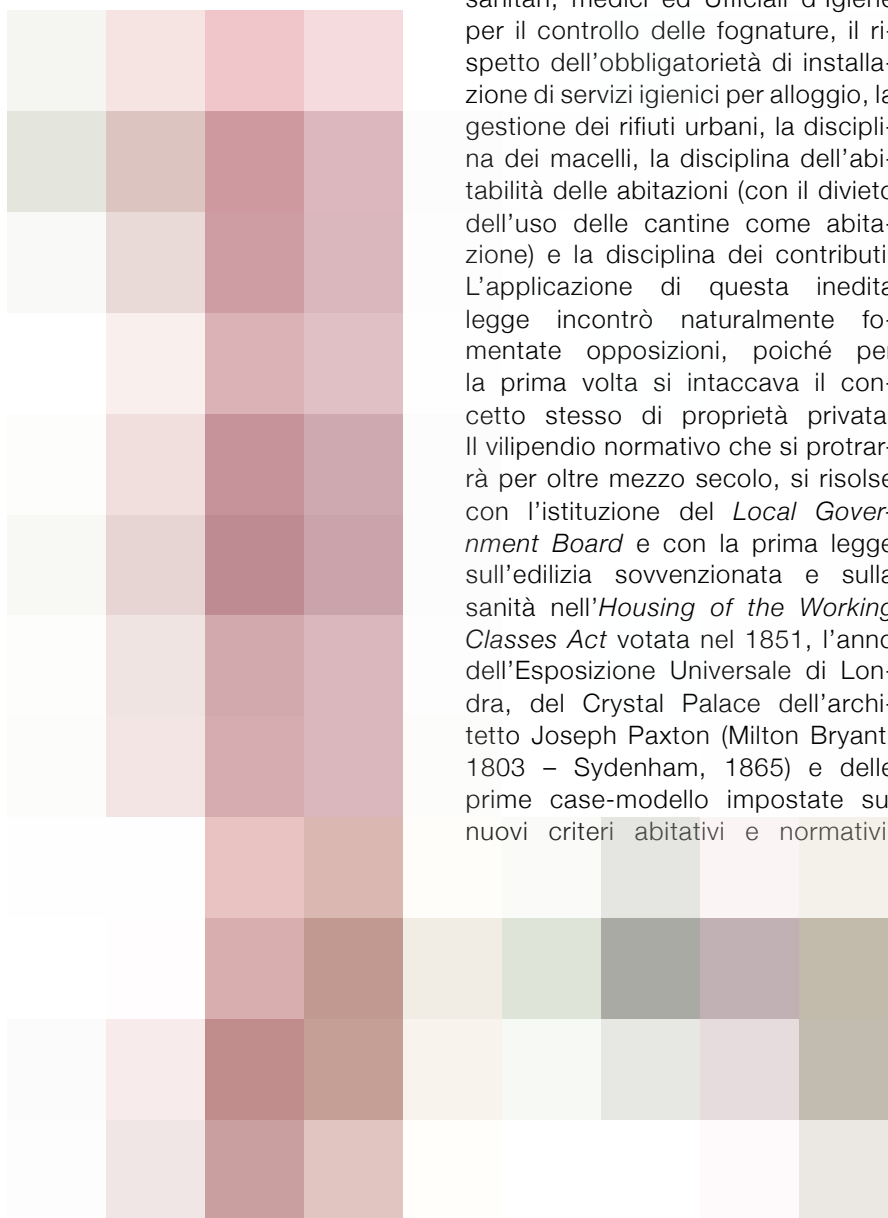 sanitari, medici ed Ufficiali d'Igiene
per il controllo delle fognature, il ri-
spetto dell'obbligatorietà di installa-
zione di servizi igienici per alloggio, la
gestione dei rifiuti urbani, la discipli-
na dei macelli, la disciplina dell'abi-
tabilità delle abitazioni (con il divieto
dell'uso delle cantine come abita-
zione) e la disciplina dei contributi
L'applicazione di questa inedita
legge incontrò naturalmente fo-
mentate opposizioni, poiché per
la prima volta si intaccava il con-
cetto stesso di proprietà privata
Il vilipendio normativo che si protrar-
rà per oltre mezzo secolo, si risolse
con l'istituzione del Local Gover-
nment Board e con la prima legge
sull'edilizia sovvenzionata e sulla
sanità nell'Housing of the Working
Classes Act votata nel 1851, l'anno
dell'Esposizione Universale di Lon-
dra, del Crystal Palace dell'archi-
tetto Joseph Paxton (Milton Bryant
1803 – Sydenham, 1865) e delle
prime case-modello impostate su
nuovi criteri abitativi e normativi